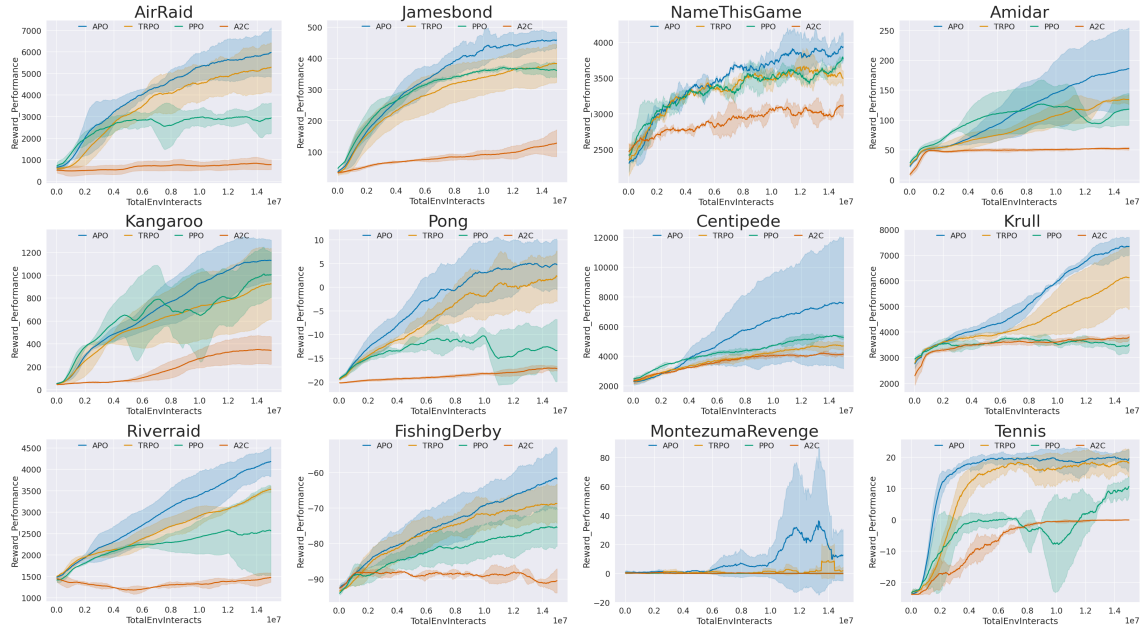 AirRaid
APO TRPO PPO A2C
Reward_Performance
7000
6000
5000
4000
3000
2000
1000
0
0.0 0.2 0.4 0.6 0.8 1.0 1.2 1.4
1e7
TotalEnvInteracts
Jamesbond
APO TRPO PPO A2C
Reward_Performance
500
400
300
200
100
0.0 0.2 0.4 0.6 0.8 1.0 1.2 1.4
1e7
TotalEnvInteracts
NameThisGame
APO TRPO PPO A2C
Reward_Performance
4000
3500
3000
2500
0.0 0.2 0.4 0.6 0.8 1.0 1.2 1.4
1e7
TotalEnvInteracts
Amidar
APO TRPO PPO A2C
Reward_Performance
250
200
150
100
50
0
0.0 0.2 0.4 0.6 0.8 1.0 1.2 1.4
1e7
TotalEnvInteracts
Kangaroo
APO TRPO PPO A2C
Reward_Performance
1200
1000
800
600
400
200
0
0.0 0.2 0.4 0.6 0.8 1.0 1.2 1.4
1e7
TotalEnvInteracts
Pong
APO TRPO PPO A2C
Reward_Performance
10
5
0
−5
−10
−15
−20
0.0 0.2 0.4 0.6 0.8 1.0 1.2 1.4
1e7
TotalEnvInteracts
Centipede
APO TRPO PPO A2C
Reward_Performance
12000
10000
8000
6000
4000
2000
0.0 0.2 0.4 0.6 0.8 1.0 1.2 1.4
1e7
TotalEnvInteracts
Krull
APO TRPO PPO A2C
Reward_Performance
8000
7000
6000
5000
4000
3000
2000
0.0 0.2 0.4 0.6 0.8 1.0 1.2 1.4
1e7
TotalEnvInteracts
Riverraid
APO TRPO PPO A2C
Reward_Performance
4500
4000
3500
3000
2500
2000
1500
1000
0.0 0.2 0.4 0.6 0.8 1.0 1.2 1.4
1e7
TotalEnvInteracts
FishingDerby
APO TRPO PPO A2C
Reward_Performance
−60
−70
−80
−90
0.0 0.2 0.4 0.6 0.8 1.0 1.2 1.4
1e7
TotalEnvInteracts
MontezumaRevenge
APO TRPO PPO A2C
Reward_Performance
80
60
40
20
0
−20
0.0 0.2 0.4 0.6 0.8 1.0 1.2 1.4
1e7
TotalEnvInteracts
Tennis
APO TRPO PPO A2C
Reward_Performance
20
10
0
−10
−20
0.0 0.2 0.4 0.6 0.8 1.0 1.2 1.4
1e7
TotalEnvInteracts